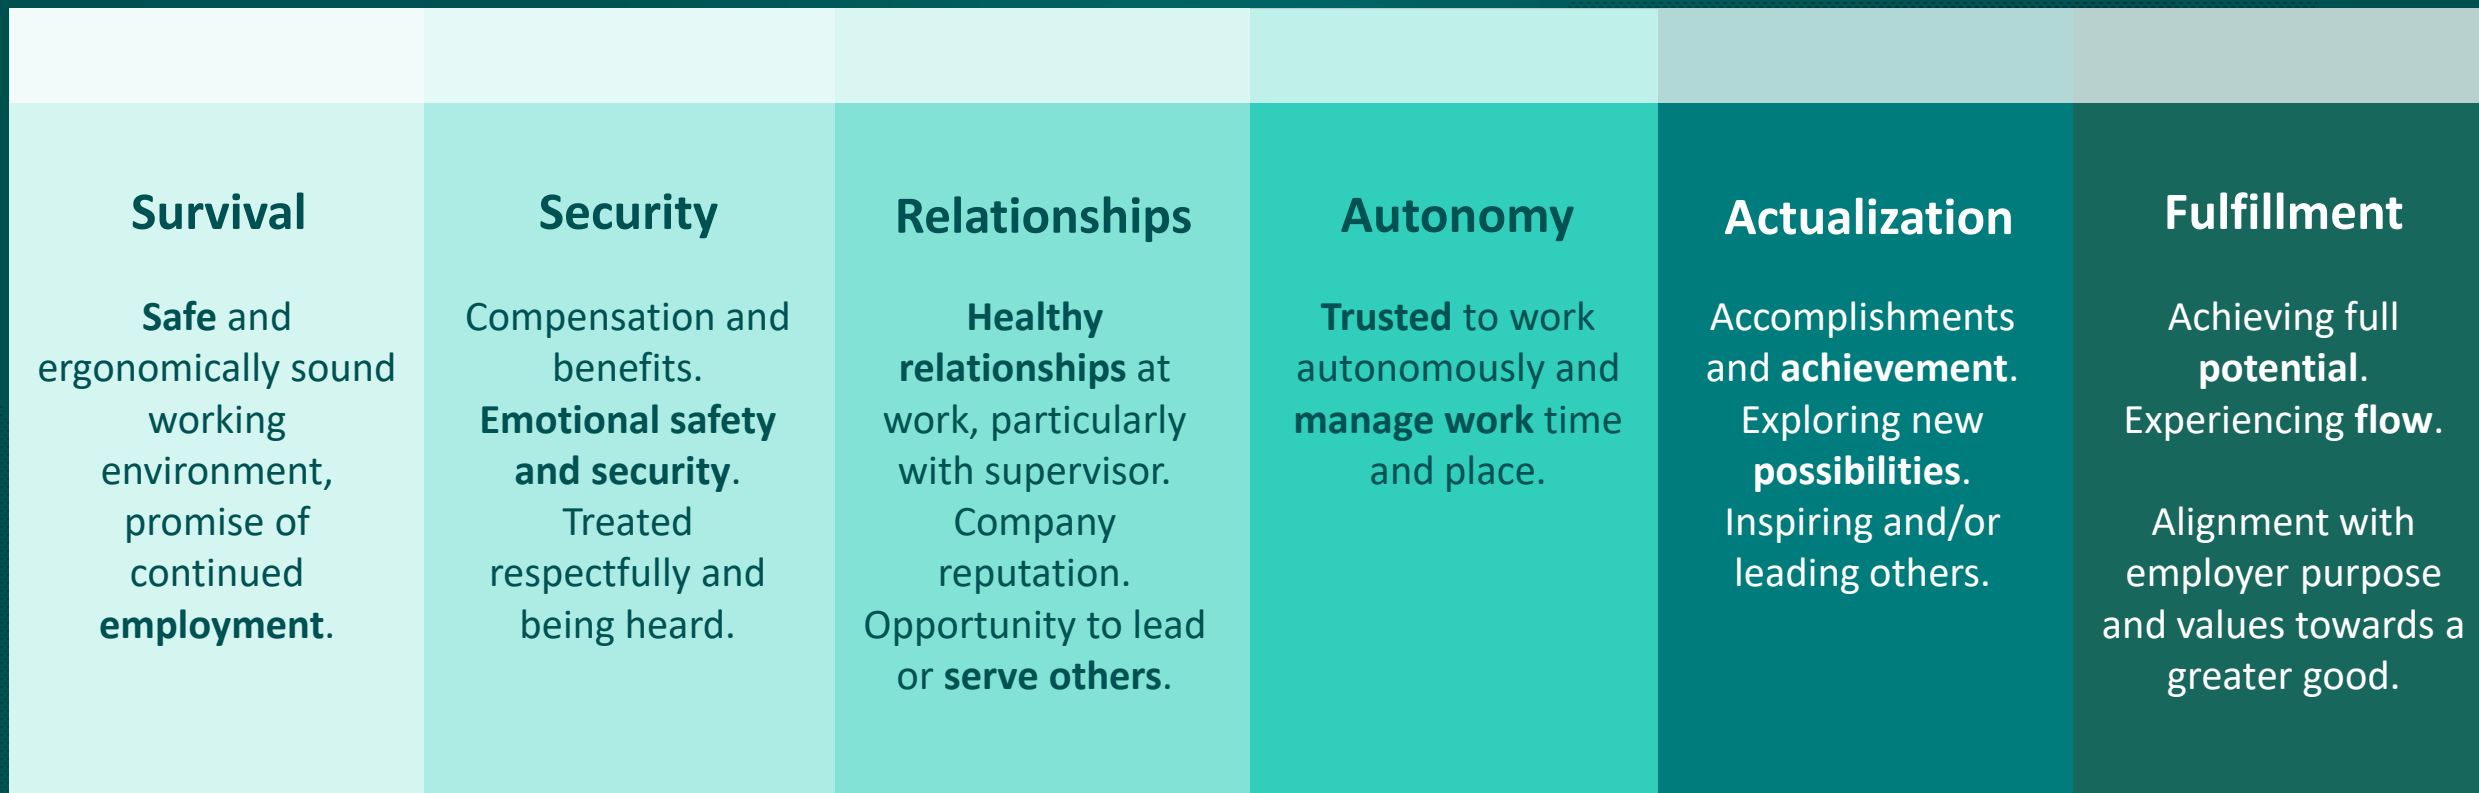 Survival
Safe and
ergonomically sound
working
environment,
promise of
continued
employment.
Security
Compensation and
benefits.
Emotional safety
and security.
Treated
respectfully and
being heard.
Relationships
Healthy
relationships at
work, particularly
with supervisor.
Company
reputation.
Opportunity to lead
or serve others.
Autonomy
Trusted to work
autonomously and
manage work time
and place.
Actualization
Accomplishments
and achievement.
Exploring new
possibilities.
Inspiring and/or
leading others.
Fulfillment
Achieving full
potential.
Experiencing flow.
Alignment with
employer purpose
and values towards a
greater good.